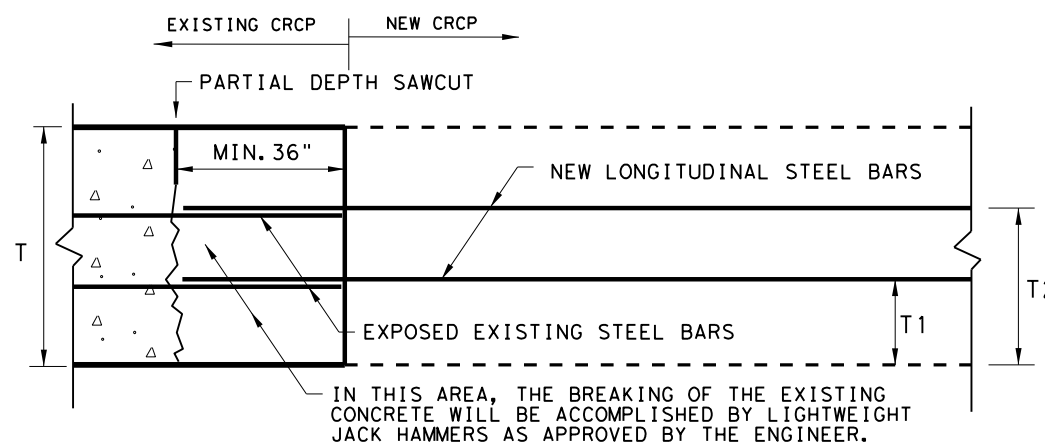 EXISTING CRCP
NEW CRCP
PARTIAL DEPTH SAWCUT
MIN. 36"
NEW LONGITUDINAL STEEL BARS
T
T2
T1
EXPOSED EXISTING STEEL BARS
IN THIS AREA, THE BREAKING OF THE EXISTING
CONCRETE WILL BE ACCOMPLISHED BY LIGHTWEIGHT
JACK HAMMERS AS APPROVED BY THE ENGINEER.